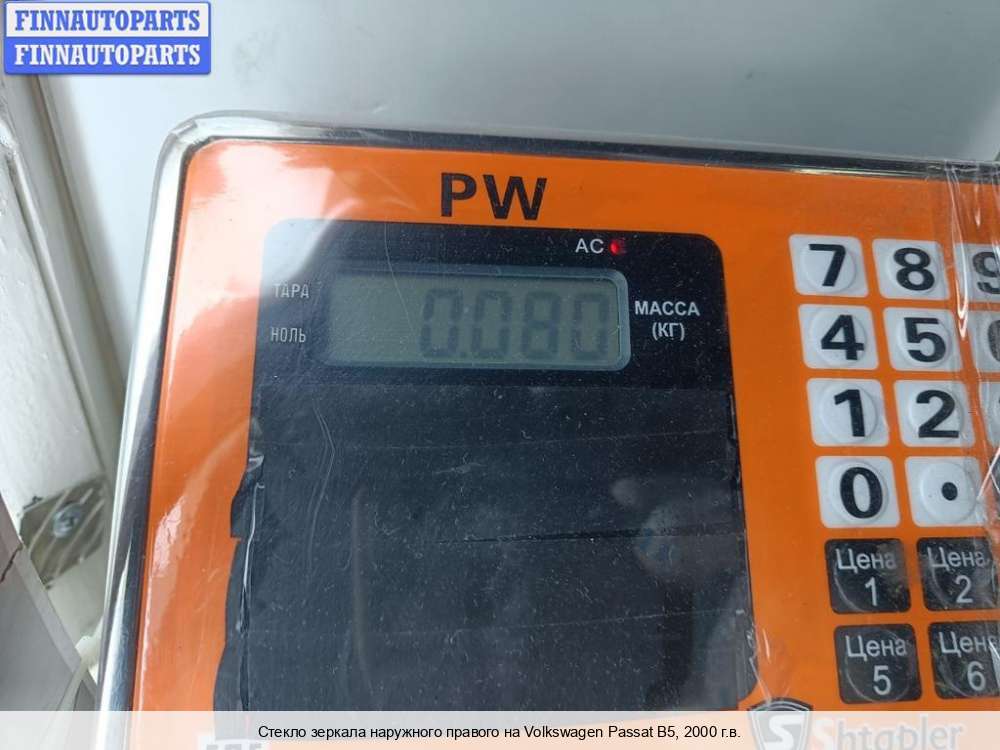 FINNAUTOPARTS
FINNAUTOPARTS
PW
AC
ТАРА
0.080
МАССА
(КГ)
НОЛЬ
7 8
4 5
1 2
0 .
Цена 1
Цена 2
Цена 5
Цена 6
Shtapler
Стекло зеркала наружного правого на Volkswagen Passat B5, 2000 г.в.